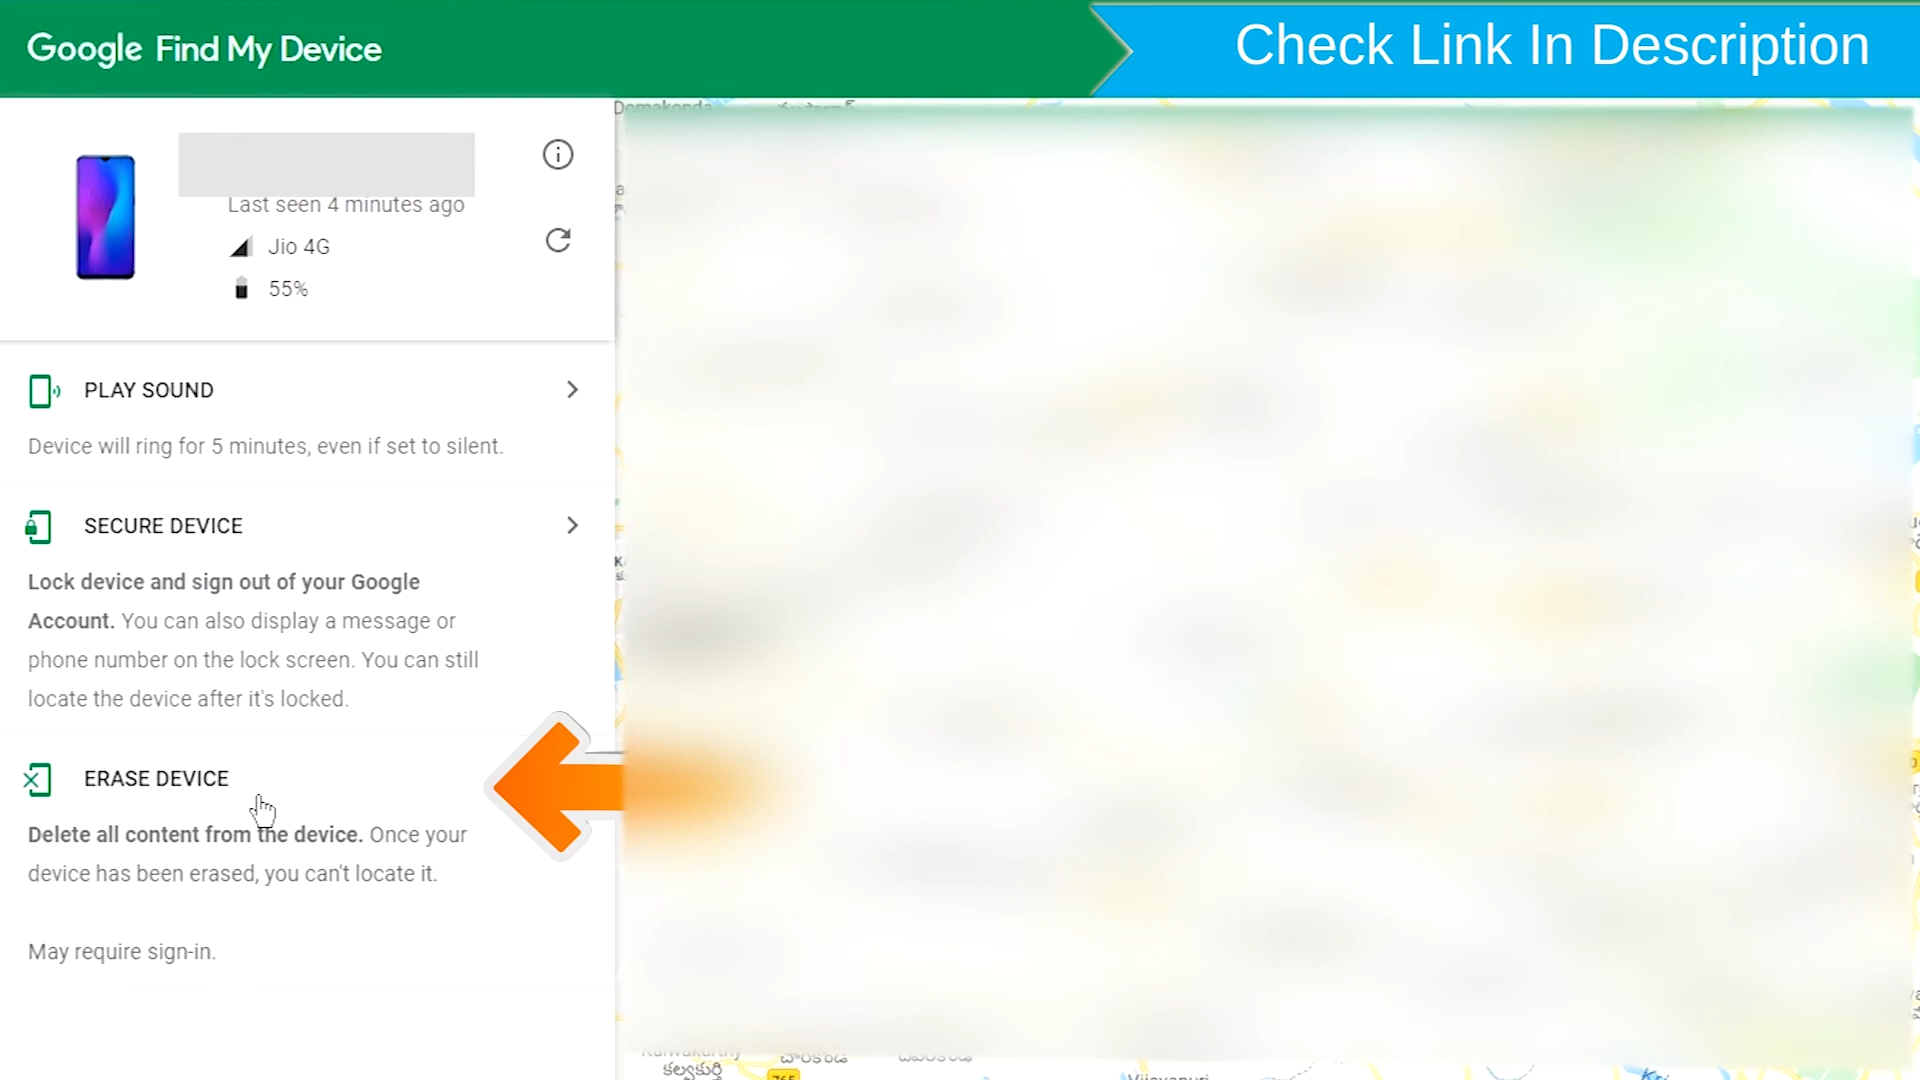 Google Find My Device
Check Link In Description
Last seen 4 minutes ago
Jio 4G
55%
PLAY SOUND
Device will ring for 5 minutes, even if set to silent.
SECURE DEVICE
Lock device and sign out of your Google
Account. You can also display a message or
phone number on the lock screen. You can still
locate the device after it's locked.
ERASE DEVICE
Delete all content from the device. Once your
device has been erased, you can't locate it.
May require sign-in.
Domakonda
కల్వకుర్తి
765